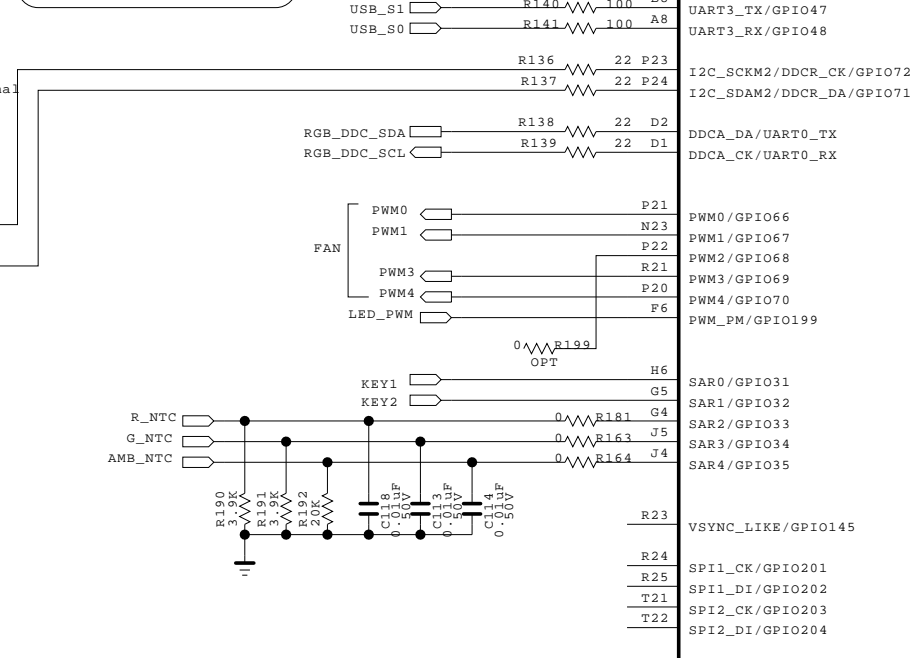 USB_S1 R140 100 UART3_TX/GPIO47
USB_S0 R141 100 A8 UART3_RX/GPIO48
R136 22 P23 I2C_SCKM2/DDCR_CK/GPIO72
R137 22 P24 I2C_SDAM2/DDCR_DA/GPIO71
RGB_DDC_SDA R138 22 D2 DDCA_DA/UART0_TX
RGB_DDC_SCL R139 22 D1 DDCA_CK/UART0_RX
PWM0 P21 PWM0/GPIO66
PWM1 N23 PWM1/GPIO67
FAN P22 PWM2/GPIO68
PWM3 R21 PWM3/GPIO69
PWM4 P20 PWM4/GPIO70
LED_PWM F6 PWM_PM/GPIO199
0 R199
OPT
KEY1 H6 SAR0/GPIO31
KEY2 G5 SAR1/GPIO32
R_NTC 0 R181 G4 SAR2/GPIO33
G_NTC 0 R163 J5 SAR3/GPIO34
AMB_NTC 0 R164 J4 SAR4/GPIO35
R190
3.9K
R191
3.9K
R192
20K
C118
0.01uF
50V
C113
0.01uF
50V
C114
0.01uF
50V
R23 VSYNC_LIKE/GPIO145
R24 SPI1_CK/GPIO201
R25 SPI1_DI/GPIO202
T21 SPI2_CK/GPIO203
T22 SPI2_DI/GPIO204